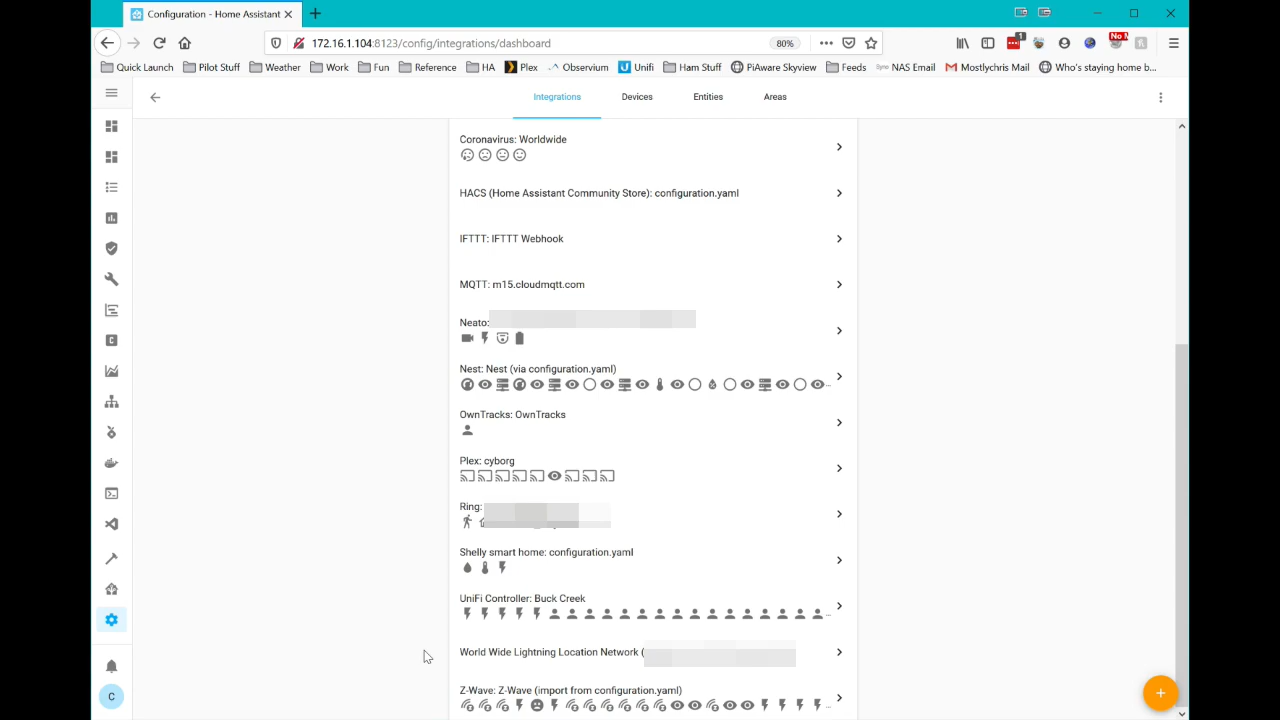 Configuration - Home Assistant
172.16.1.104:8123/config/integrations/dashboard
80%
1
No M
Quick Launch
Pilot Stuff
Weather
Work
Fun
Reference
HA
Plex
Observium
Unifi
Ham Stuff
PiAware Skyview
Feeds
NAS Email
Mostlychris Mail
Who's staying home b...
Integrations
Devices
Entities
Areas
Coronavirus: Worldwide
HACS (Home Assistant Community Store): configuration.yaml
IFTTT: IFTTT Webhook
MQTT: m15.cloudmqtt.com
Neato:
Nest: Nest (via configuration.yaml)
OwnTracks: OwnTracks
Plex: cyborg
Ring:
Shelly smart home: configuration.yaml
UniFi Controller: Buck Creek
World Wide Lightning Location Network (
Z-Wave: Z-Wave (import from configuration.yaml)
C
C